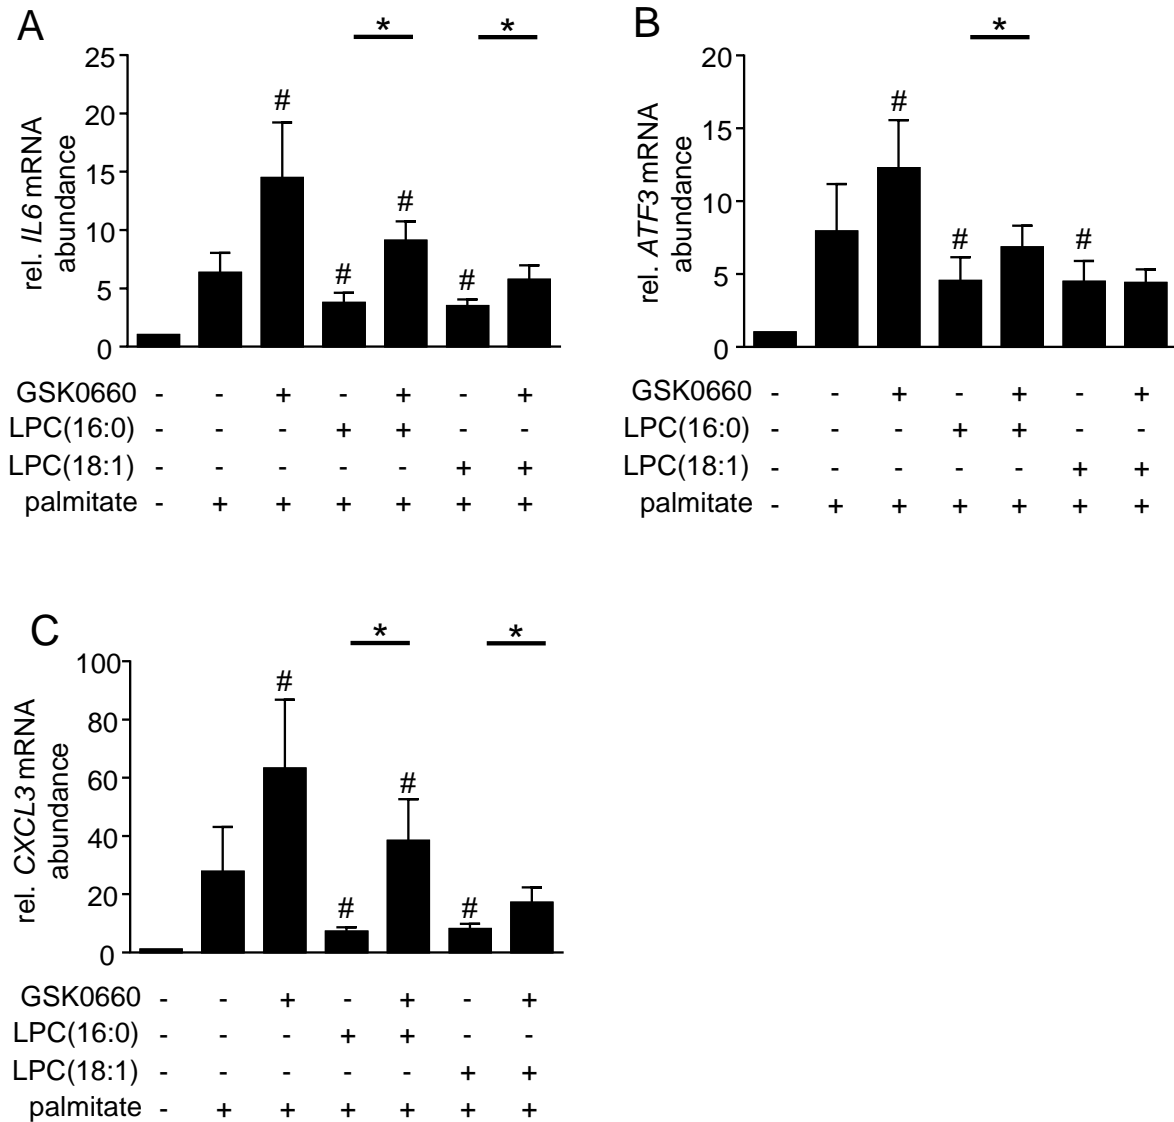 A
* *
25
20
15
10
5
0
rel. IL6 mRNA
abundance
# # # # 
GSK0660 - - + - + - +
LPC(16:0) - - - + + - -
LPC(18:1) - - - - - + +
palmitate - + + + + + +
B
*
20
15
10
5
0
rel. ATF3 mRNA
abundance
# # #
GSK0660 - - + - + - +
LPC(16:0) - - - + + - -
LPC(18:1) - - - - - + +
palmitate - + + + + + +
C
* *
100
80
60
40
20
0
rel. CXCL3 mRNA
abundance
# # # #
GSK0660 - - + - + - +
LPC(16:0) - - - + + - -
LPC(18:1) - - - - - + +
palmitate - + + + + + +